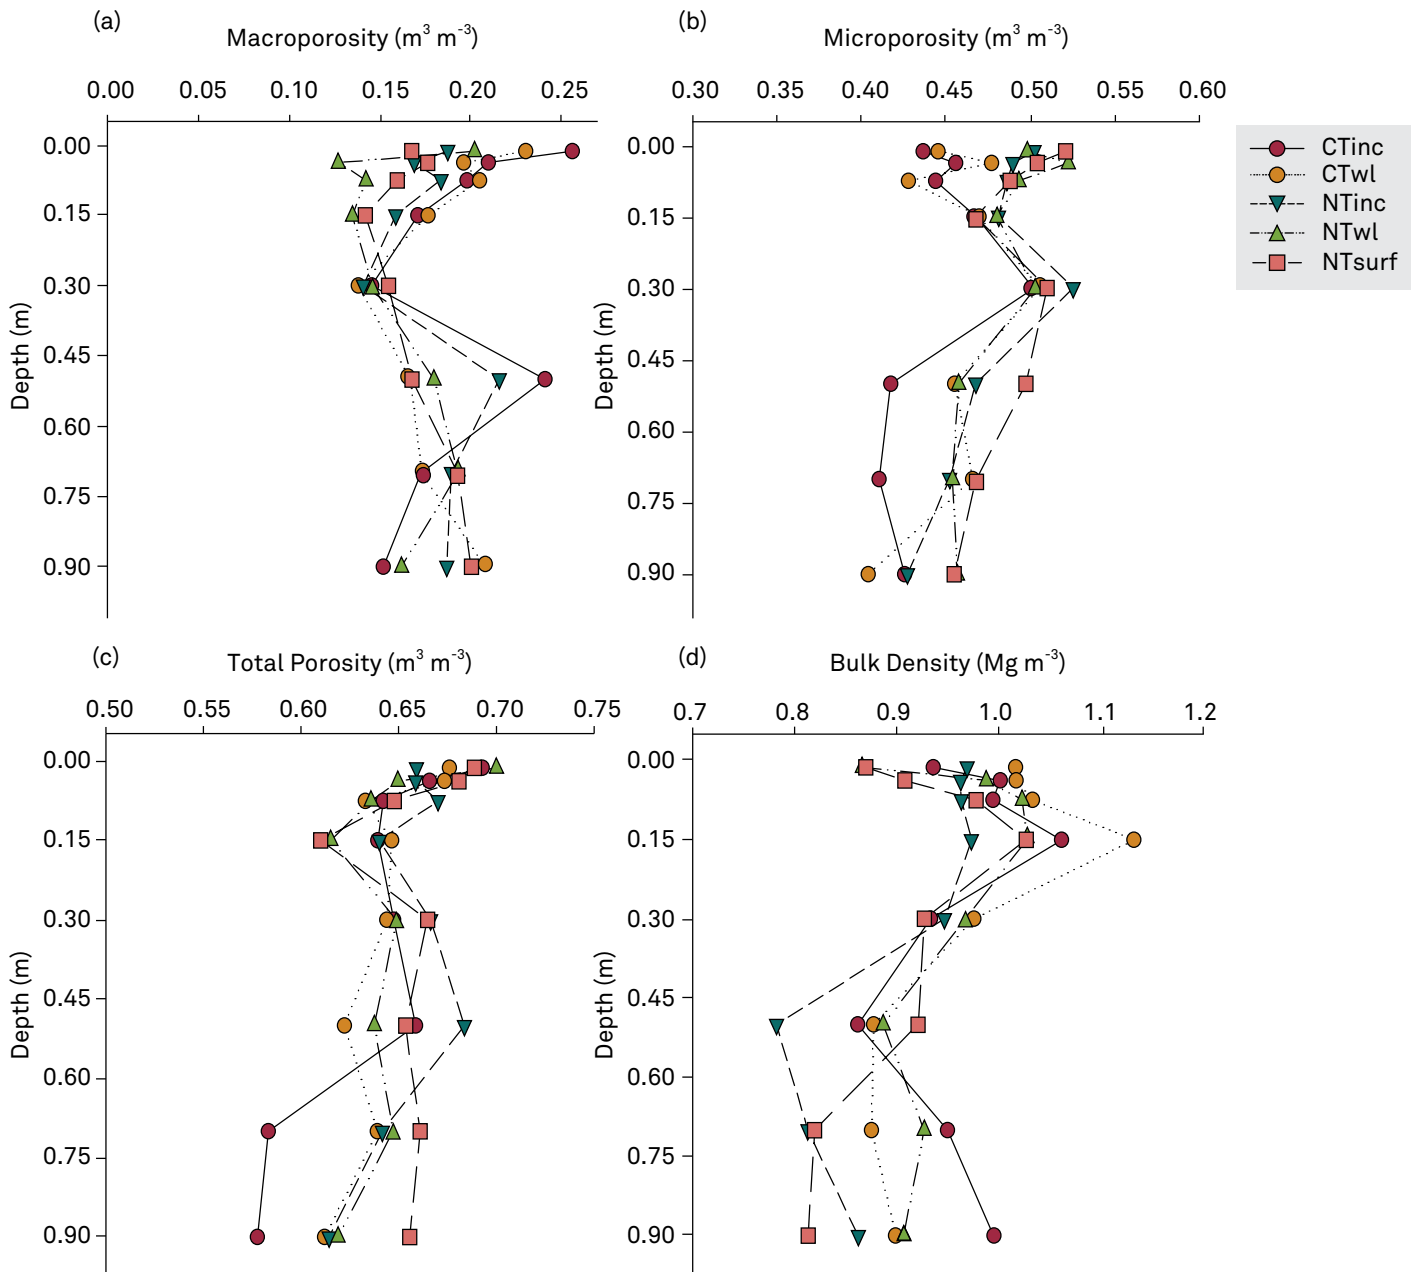 (a)
Macroporosity (m³ m⁻³)
0.00 0.05 0.10 0.15 0.20 0.25
0.00
0.15
0.30
0.45
0.60
0.75
0.90
Depth (m)
(b)
Microporosity (m³ m⁻³)
0.30 0.35 0.40 0.45 0.50 0.55 0.60
0.00
0.15
0.30
0.45
0.60
0.75
0.90
Depth (m)
CTinc
CTwl
NTinc
NTwl
NTsurf
(c)
Total Porosity (m³ m⁻³)
0.50 0.55 0.60 0.65 0.70 0.75
0.00
0.15
0.30
0.45
0.60
0.75
0.90
Depth (m)
(d)
Bulk Density (Mg m⁻³)
0.7 0.8 0.9 1.0 1.1 1.2
0.00
0.15
0.30
0.45
0.60
0.75
0.90
Depth (m)